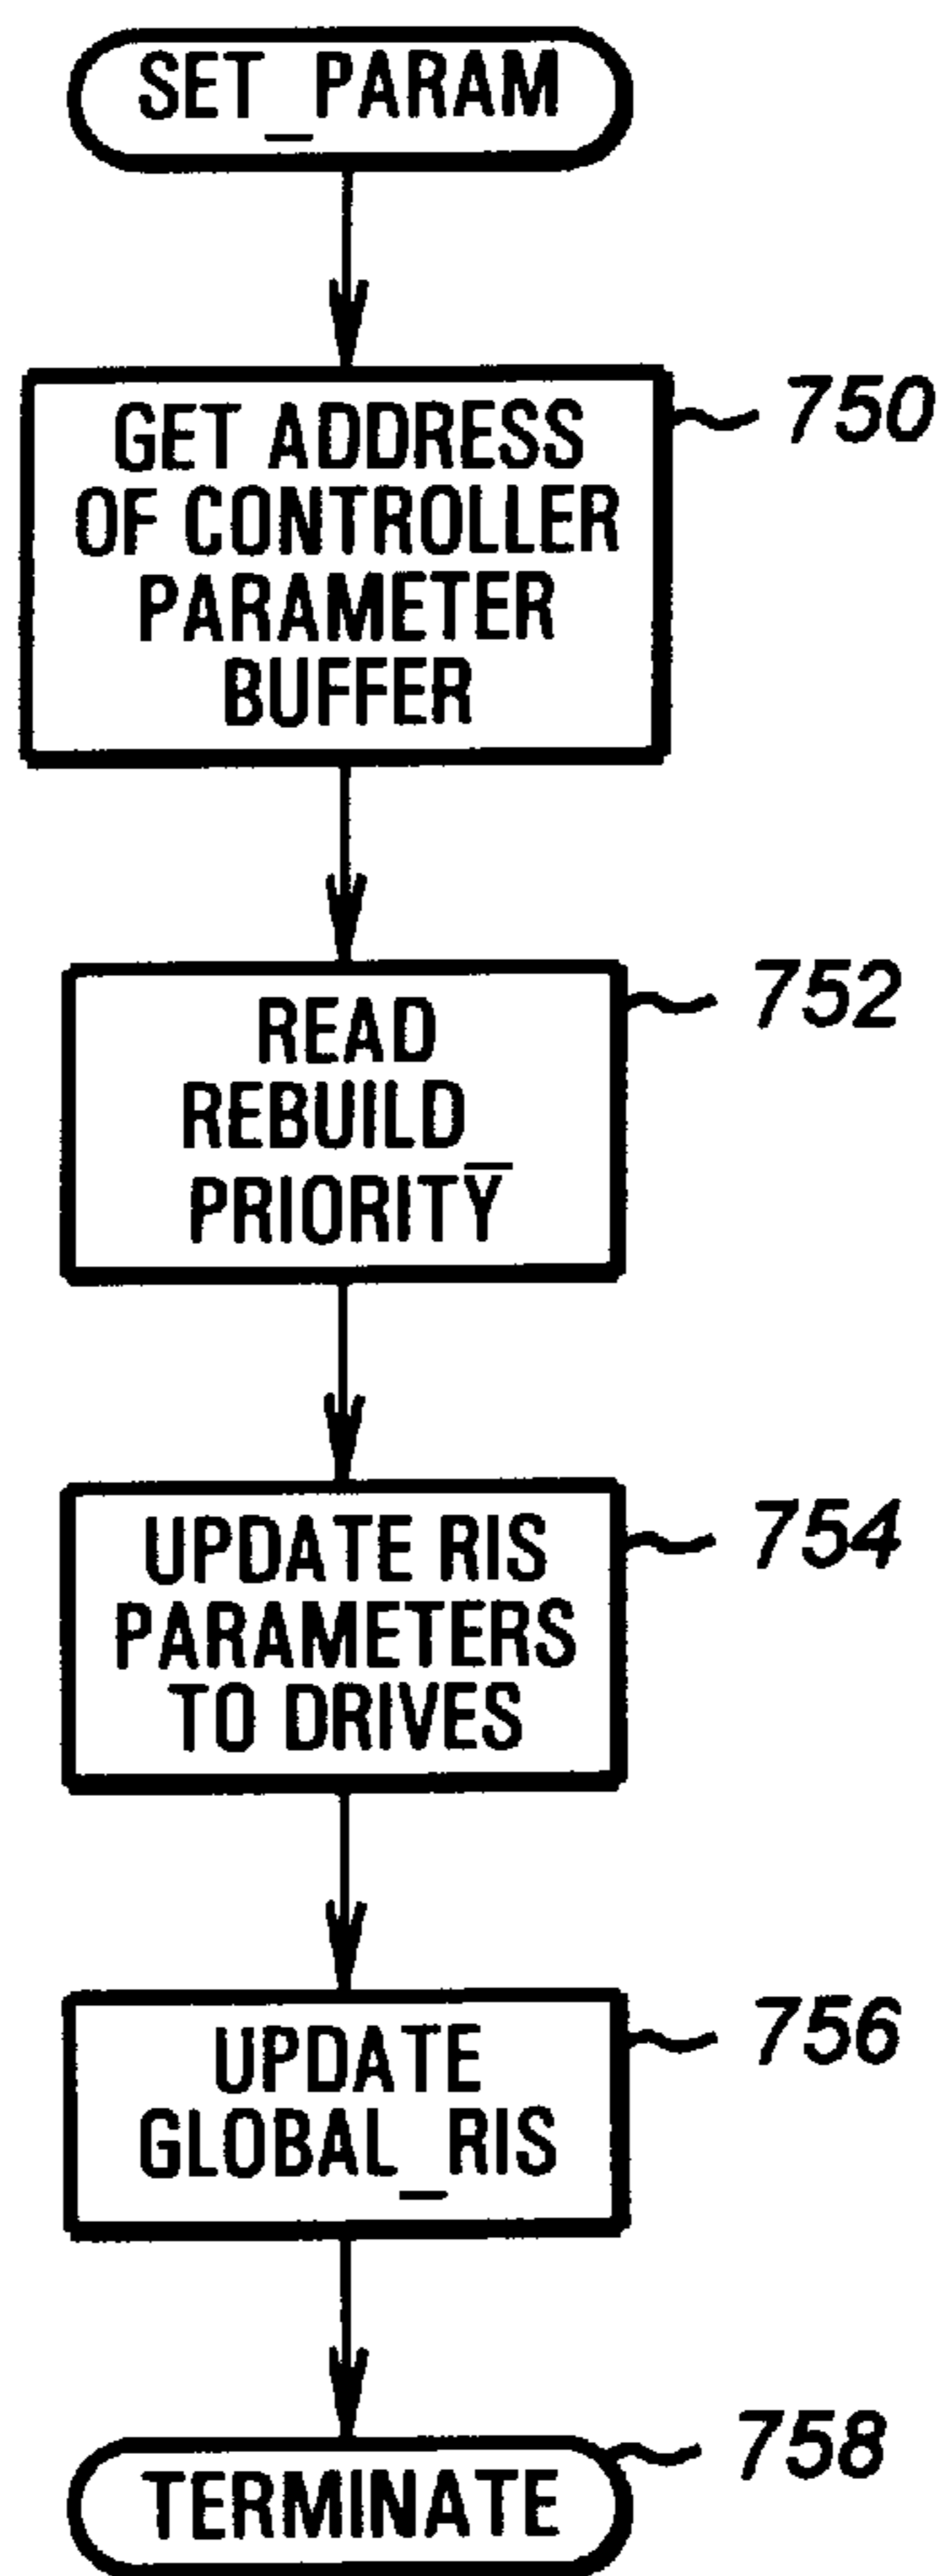 SET_PARAM
GET ADDRESS
OF CONTROLLER
PARAMETER
BUFFER
750
READ
REBUILD_
PRIORITY
752
UPDATE RIS
PARAMETERS
TO DRIVES
754
UPDATE
GLOBAL_RIS
756
TERMINATE
758